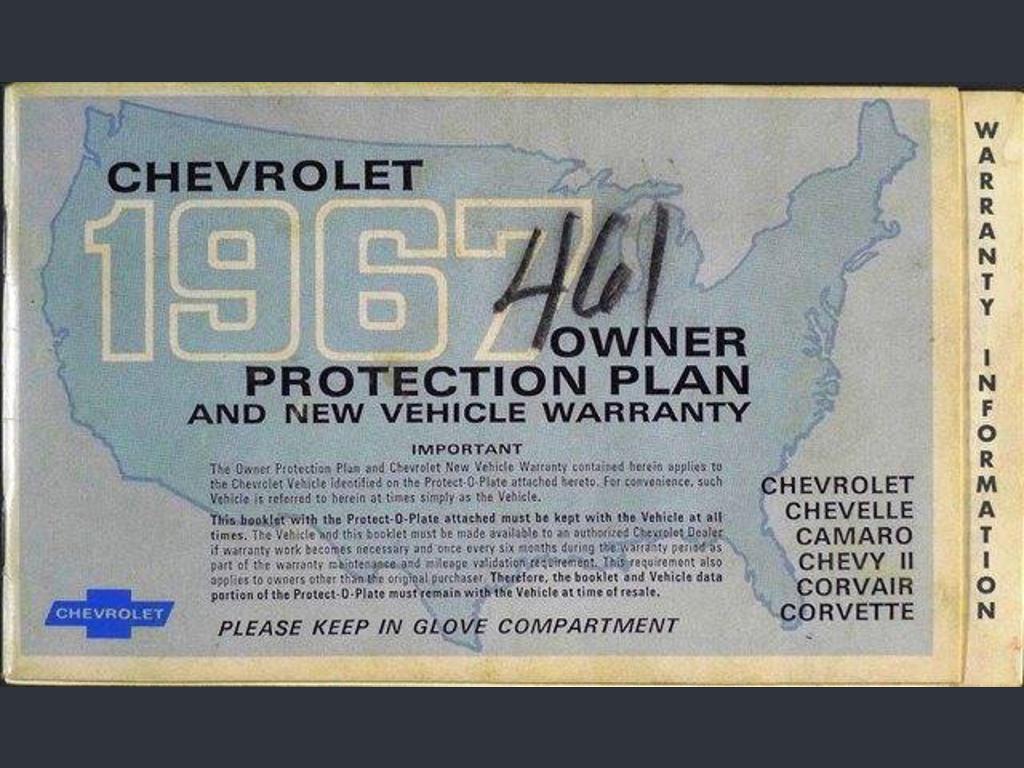 CHEVROLET
1967
461
OWNER
PROTECTION PLAN
AND NEW VEHICLE WARRANTY
IMPORTANT
The Owner Protection Plan and Chevrolet New Vehicle Warranty contained herein applies to
the Chevrolet Vehicle identified on the Protect-O-Plate attached hereto. For convenience, such
Vehicle is referred to herein at times simply as the Vehicle.
This booklet with the Protect-O-Plate attached must be kept with the Vehicle at all
times. The Vehicle and this booklet must be made available to an authorized Chevrolet Dealer
if warranty work becomes necessary and once every six months during the warranty period as
part of the warranty maintenance and mileage validation requirement. This requirement also
applies to owners other than the original purchaser. Therefore, the booklet and Vehicle data
portion of the Protect-O-Plate must remain with the Vehicle at time of resale.
PLEASE KEEP IN GLOVE COMPARTMENT
CHEVROLET
CHEVROLET
CHEVELLE
CAMARO
CHEVY II
CORVAIR
CORVETTE
WARRANTY INFORMATION